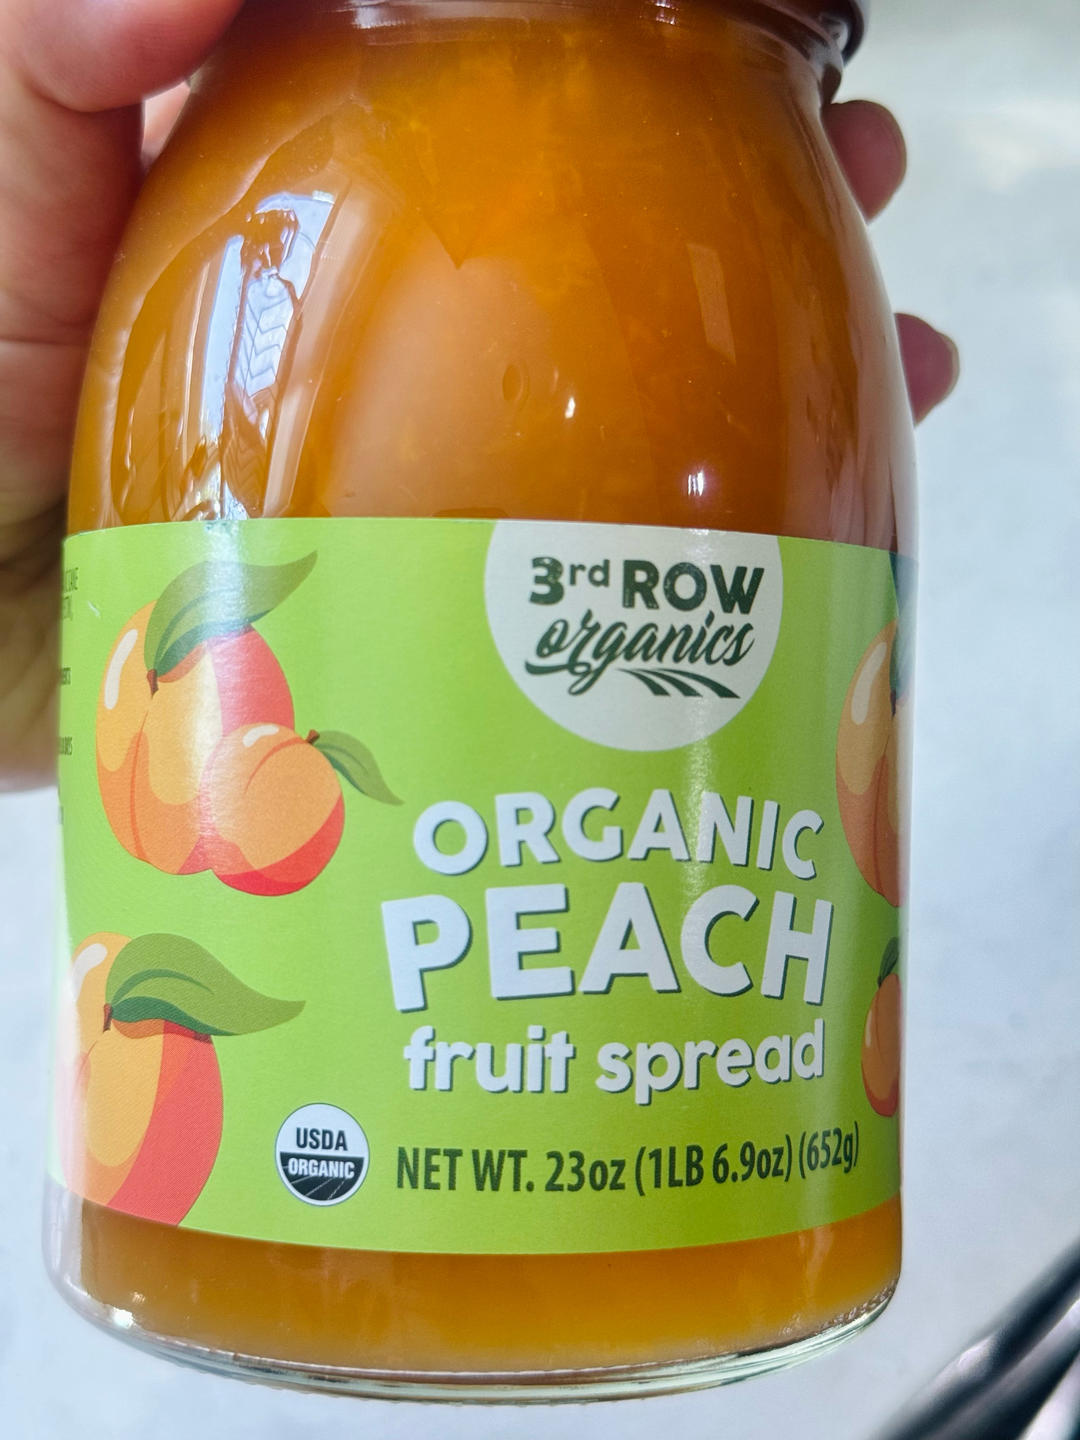 3rd ROW
organics
ORGANIC
PEACH
fruit spread
USDA
ORGANIC
NET WT. 23oz (1LB 6.9oz) (652g)